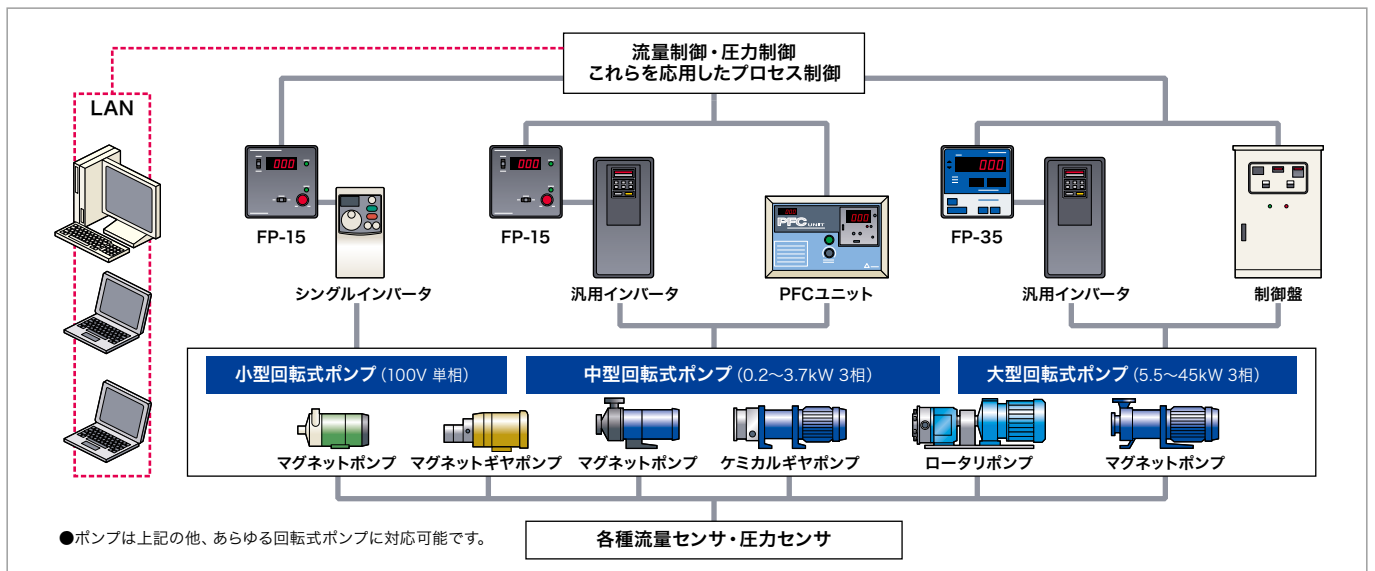 流量制御・圧力制御
これらを応用したプロセス制御
LAN
000
000
000
FP-15
FP-15
PFC UNIT
000
FP-35
シングルインバータ
汎用インバータ
PFCユニット
汎用インバータ
制御盤
小型回転式ポンプ(100V 単相)
中型回転式ポンプ(0.2〜3.7kW 3相)
大型回転式ポンプ(5.5〜45kW 3相)
マグネットポンプ
マグネットギヤポンプ
マグネットポンプ
ケミカルギヤポンプ
ロータリポンプ
マグネットポンプ
●ポンプは上記の他、あらゆる回転式ポンプに対応可能です。
各種流量センサ・圧力センサ